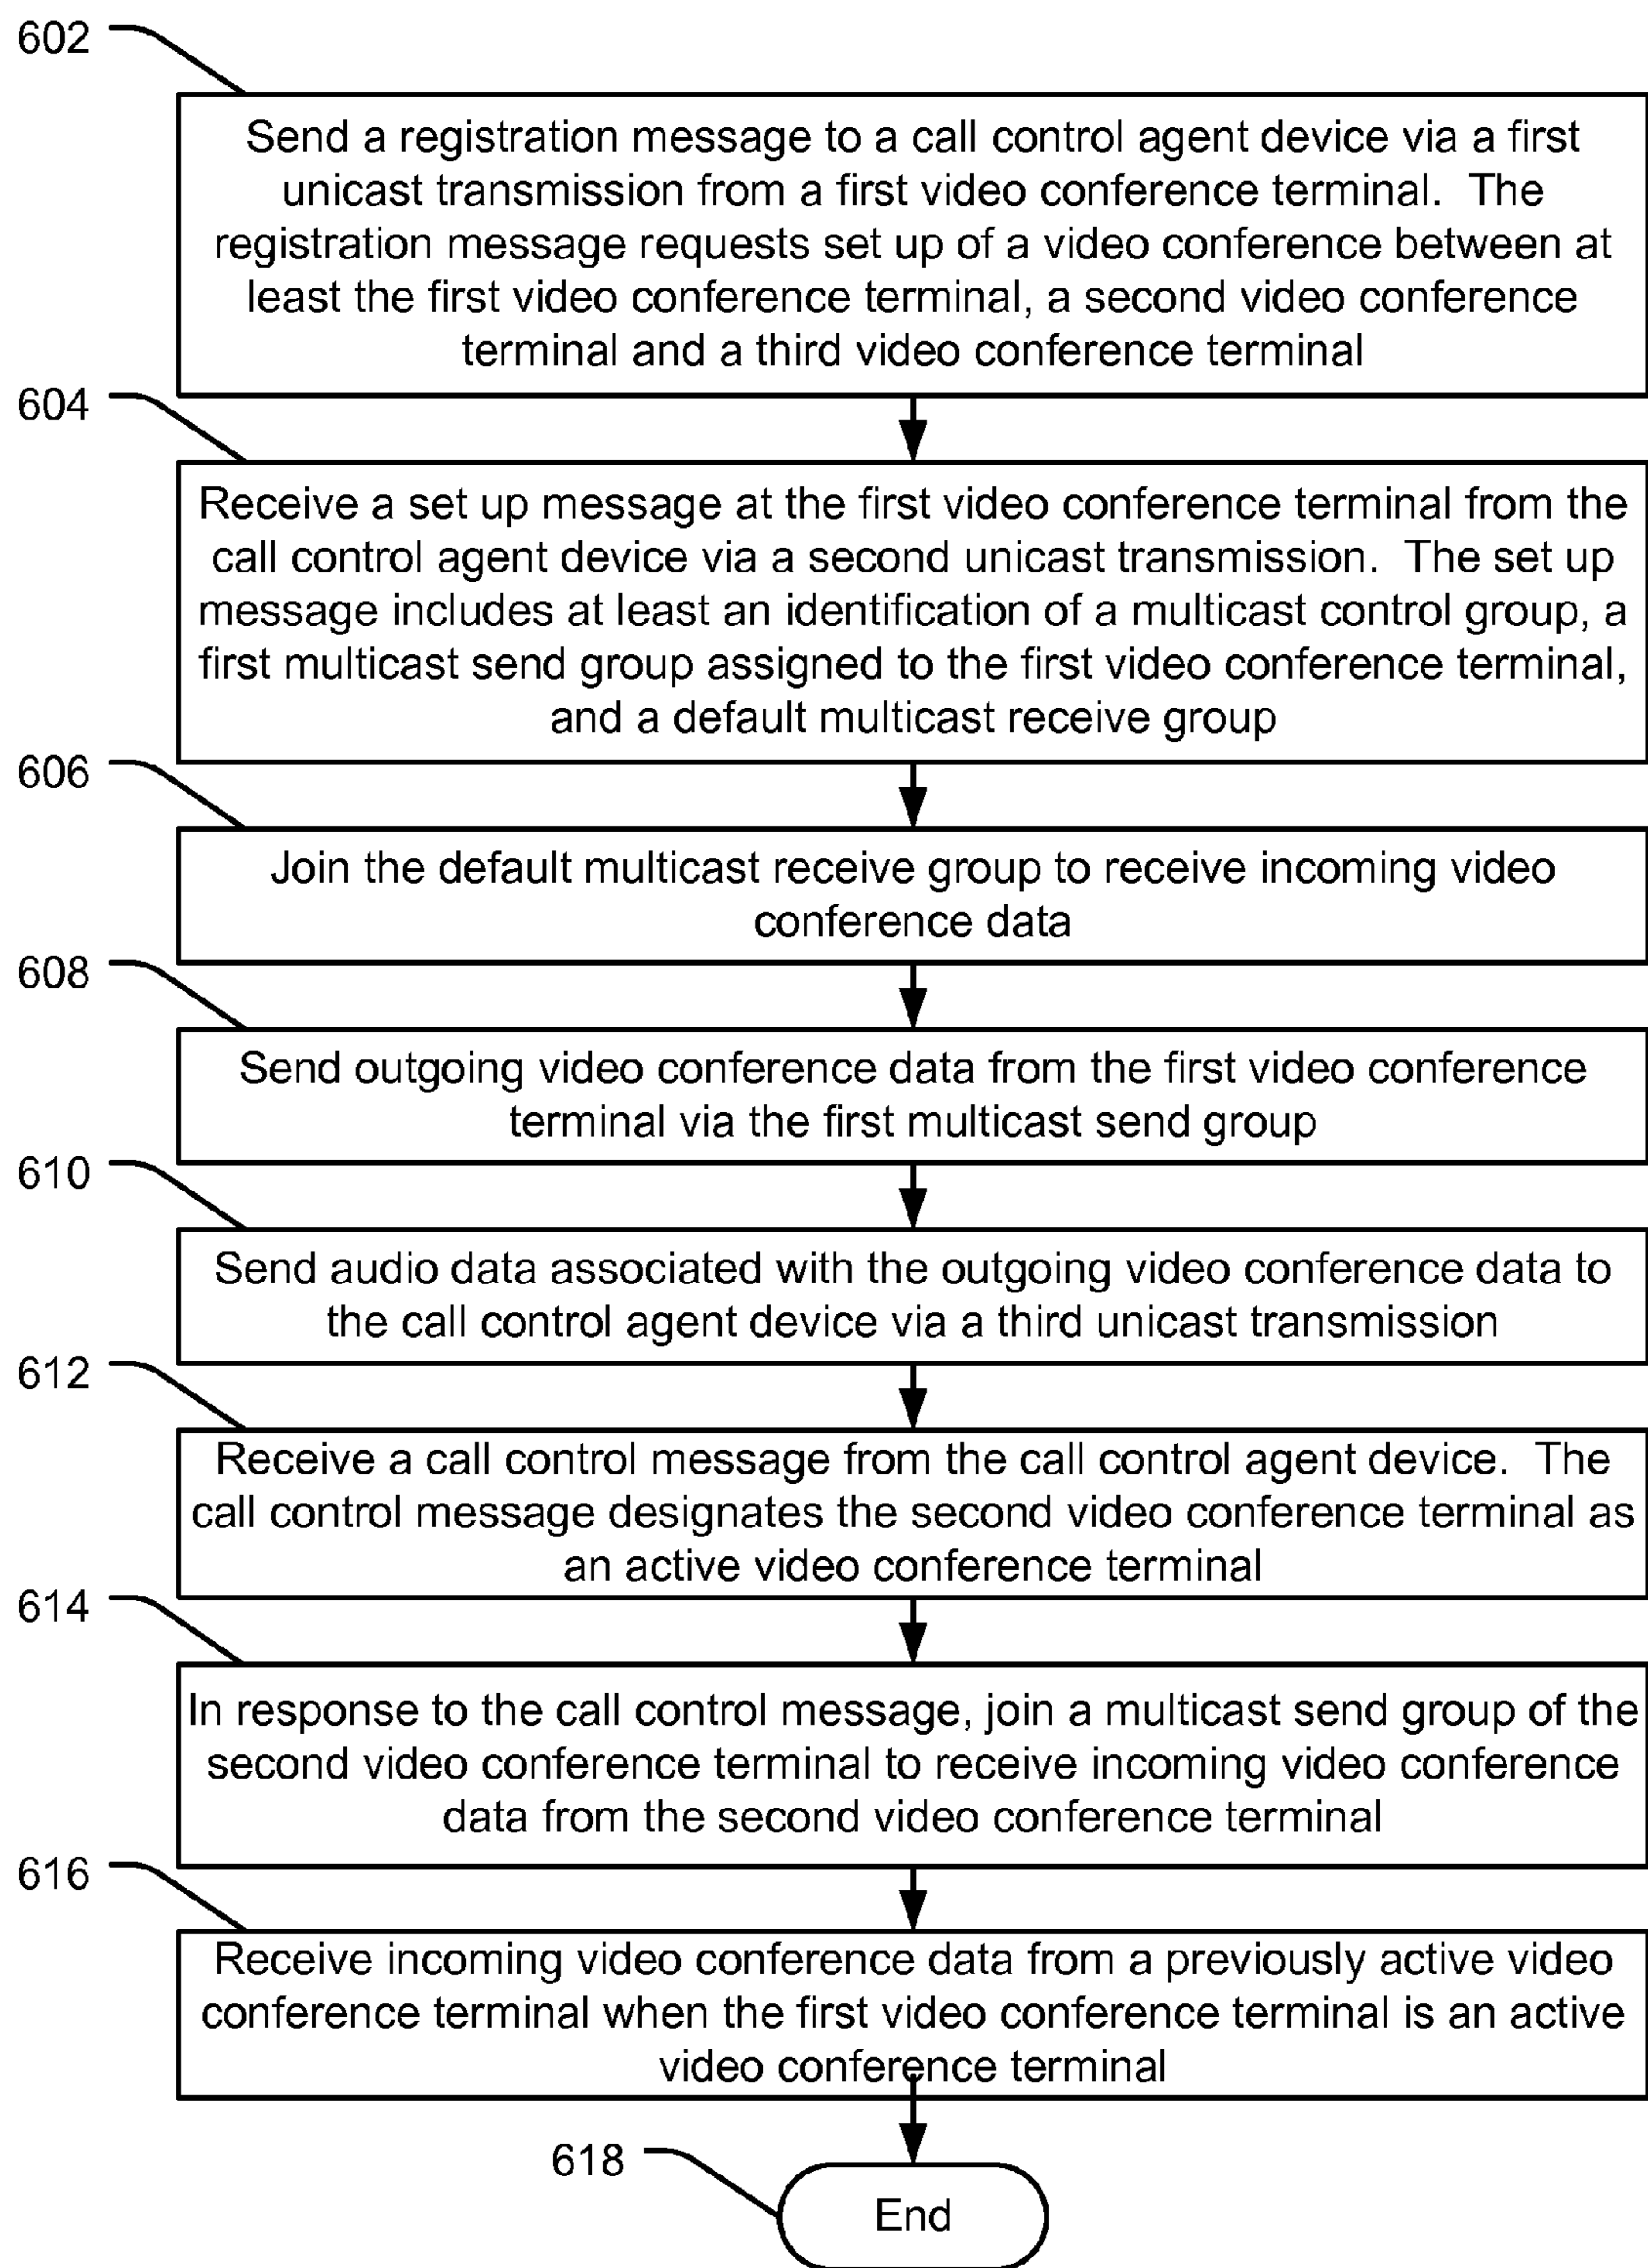 602
Send a registration message to a call control agent device via a first
unicast transmission from a first video conference terminal.  The
registration message requests set up of a video conference between at
least the first video conference terminal, a second video conference
terminal and a third video conference terminal
604
Receive a set up message at the first video conference terminal from the
call control agent device via a second unicast transmission.  The set up
message includes at least an identification of a multicast control group, a
first multicast send group assigned to the first video conference terminal,
and a default multicast receive group
606
Join the default multicast receive group to receive incoming video
conference data
608
Send outgoing video conference data from the first video conference
terminal via the first multicast send group
610
Send audio data associated with the outgoing video conference data to
the call control agent device via a third unicast transmission
612
Receive a call control message from the call control agent device.  The
call control message designates the second video conference terminal as
an active video conference terminal
614
In response to the call control message, join a multicast send group of the
second video conference terminal to receive incoming video conference
data from the second video conference terminal
616
Receive incoming video conference data from a previously active video
conference terminal when the first video conference terminal is an active
video conference terminal
618
End